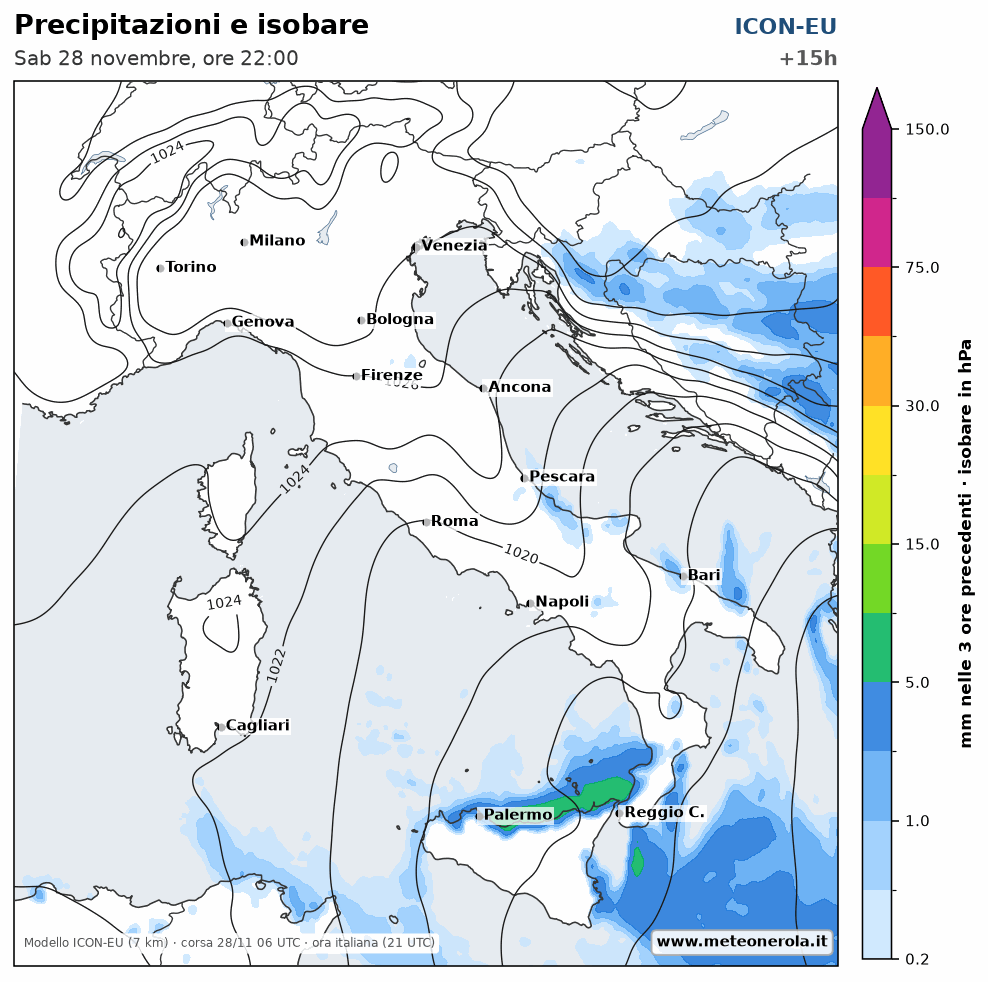 Precipitazioni e isobare
ICON-EU
Sab 28 novembre, ore 22:00
+15h
1024
Milano
Venezia
Torino
Bologna
Genova
Firenze
1026
Ancona
Pescara
1024
Roma
1020
Bari
Napoli
1024
1022
Cagliari
Palermo
Reggio C.
Modello ICON-EU (7 km) · corsa 28/11 06 UTC · ora italiana (21 UTC)
www.meteonerola.it
150.0
75.0
30.0
15.0
5.0
1.0
0.2
mm nelle 3 ore precedenti · isobare in hPa